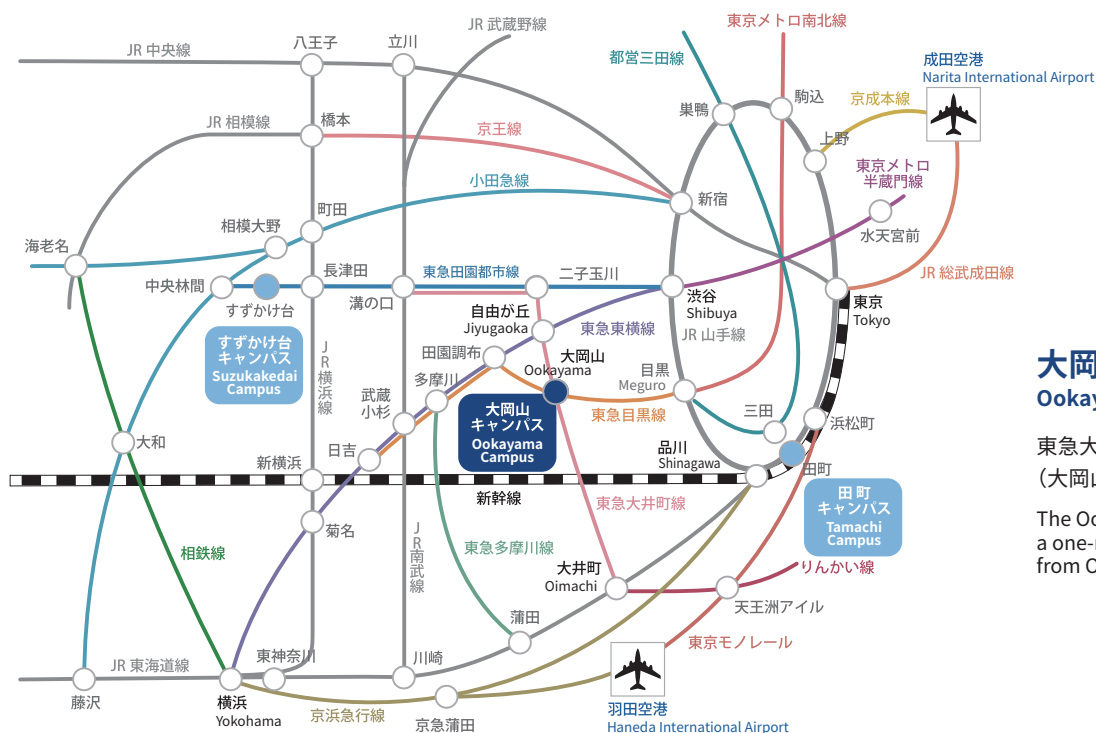 JR 武蔵野線
東京メトロ南北線
JR 中央線
八王子
立川
都営三田線
成田空港
Narita International Airport
巣鴨
駒込
京成本線
JR 相模線
橋本
京王線
上野
東京メトロ
半蔵門線
小田急線
新宿
町田
相模大野
水天宮前
海老名
中央林間
長津田
東急田園都市線
二子玉川
JR 総武成田線
すずかけ台
溝の口
渋谷
Shibuya
東京
Tokyo
自由が丘
Jiyugaoka
東急東横線
JR 山手線
すずかけ台
キャンパス
Suzukakedai
Campus
JR横浜線
田園調布
大岡山
Ookayama
目黒
Meguro
多摩川
武蔵
小杉
東急目黒線
三田
浜松町
大岡山
キャンパス
Ookayama
Campus
大和
日吉
品川
Shinagawa
新横浜
田町
新幹線
東急大井町線
田 町
キャンパス
Tamachi
Campus
菊名
相鉄線
JR南武線
東急多摩川線
大井町
Oimachi
りんかい線
天王洲アイル
蒲田
東京モノレール
JR 東海道線
東神奈川
川崎
藤沢
横浜
Yokohama
京浜急行線
京急蒲田
羽田空港
Haneda International Airport
大岡
Ookay
東急大
（大岡山
The Oo
a one-m
from O